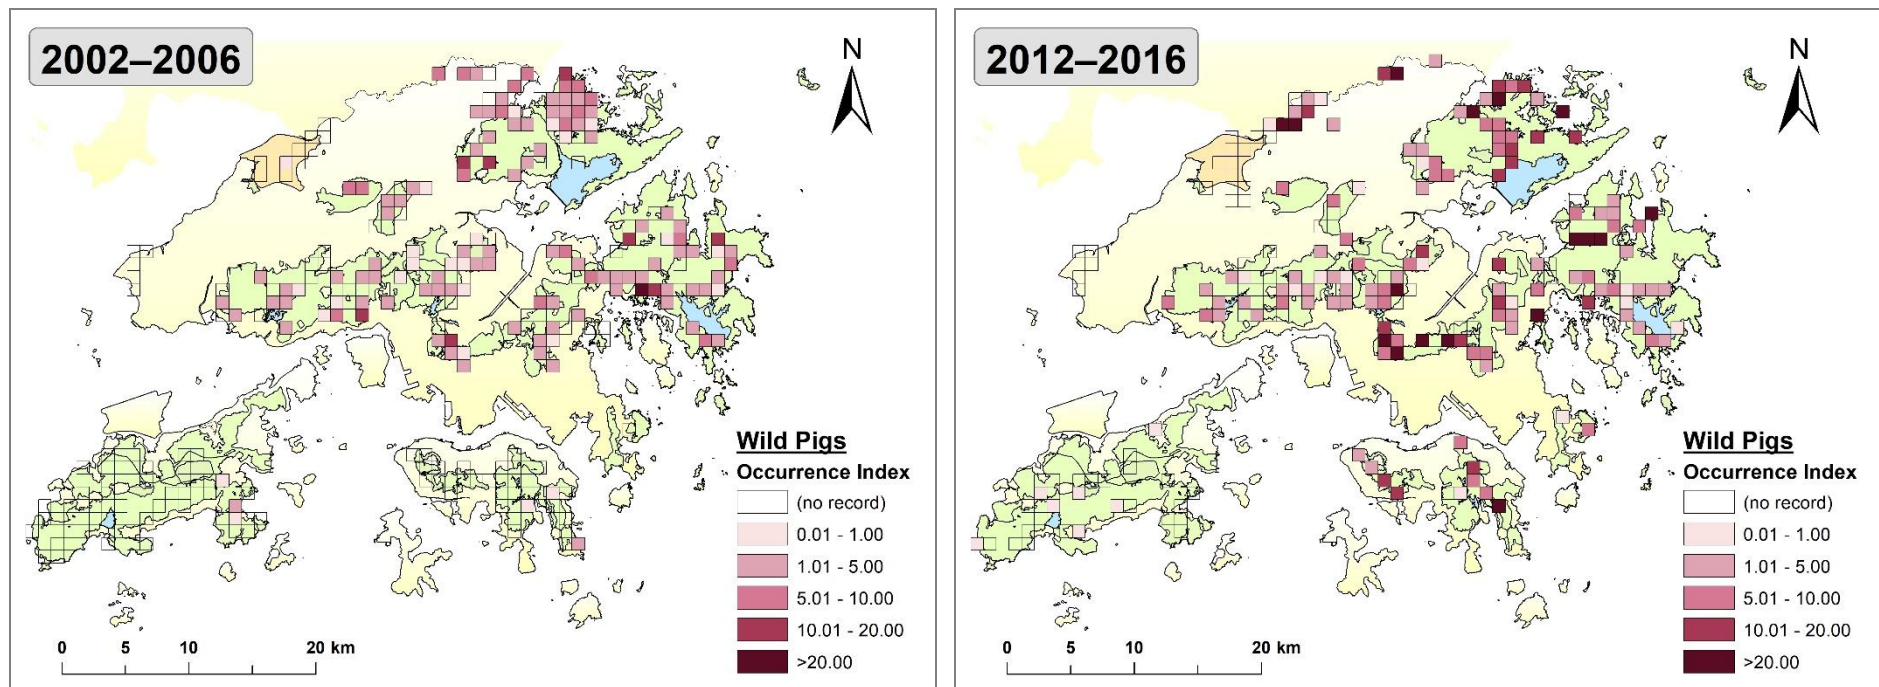 2002–2006
N
Wild Pigs
Occurrence Index
(no record)
0.01 - 1.00
1.01 - 5.00
5.01 - 10.00
10.01 - 20.00
>20.00
0 5 10 20 km
2012–2016
N
Wild Pigs
Occurrence Index
(no record)
0.01 - 1.00
1.01 - 5.00
5.01 - 10.00
10.01 - 20.00
>20.00
0 5 10 20 km